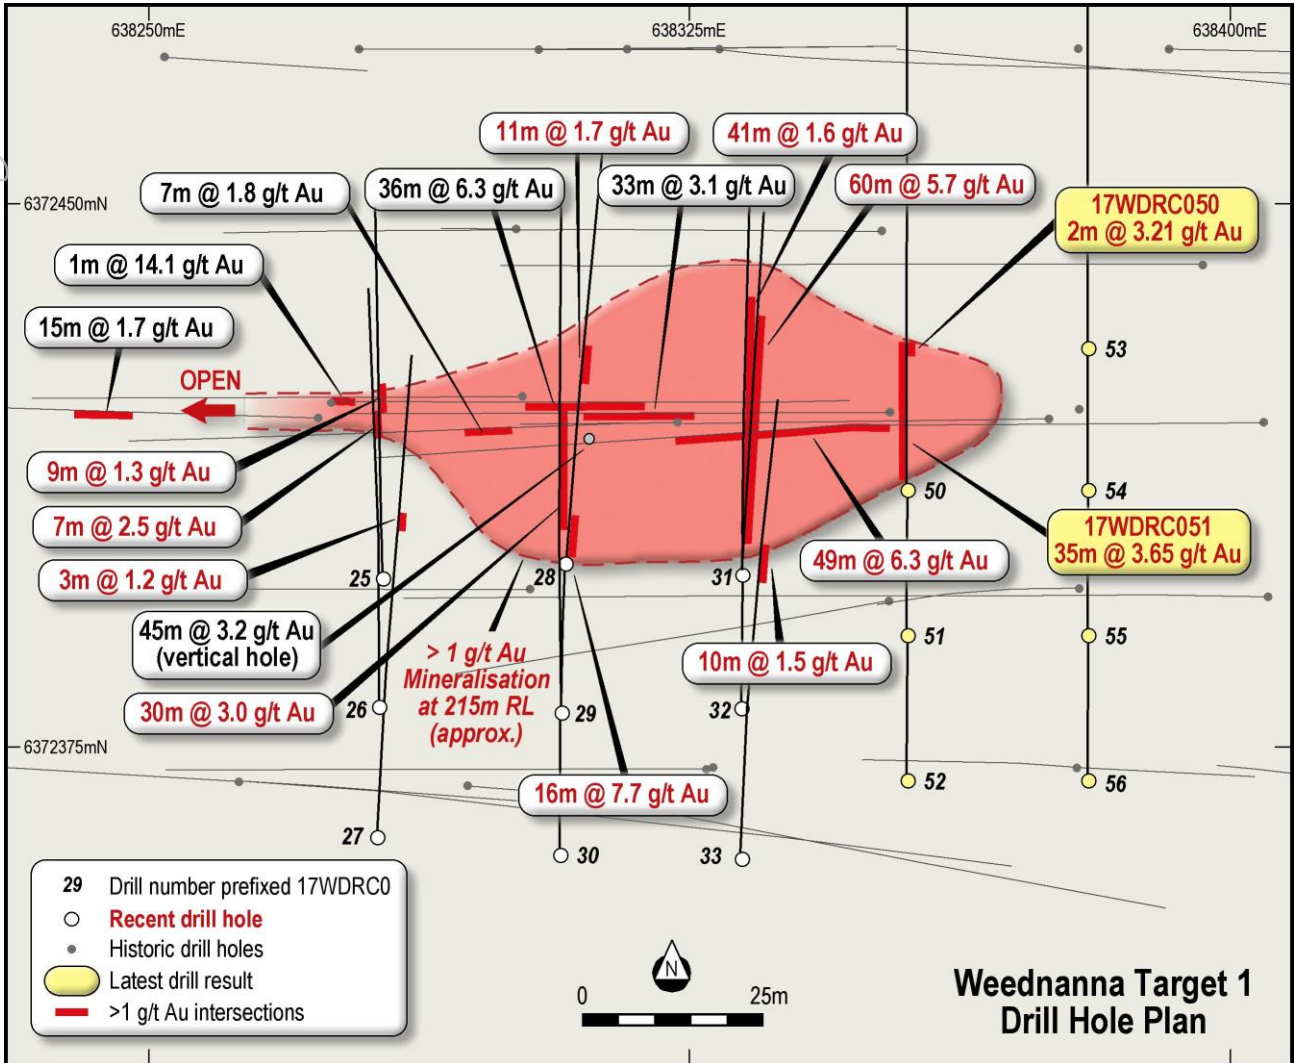 638250mE
638325mE
638400mE
11m @ 1.7 g/t Au
41m @ 1.6 g/t Au
7m @ 1.8 g/t Au
36m @ 6.3 g/t Au
33m @ 3.1 g/t Au
60m @ 5.7 g/t Au
6372450mN
17WDRC050
2m @ 3.21 g/t Au
1m @ 14.1 g/t Au
15m @ 1.7 g/t Au
53
OPEN
9m @ 1.3 g/t Au
50
54
7m @ 2.5 g/t Au
17WDRC051
35m @ 3.65 g/t Au
49m @ 6.3 g/t Au
3m @ 1.2 g/t Au
25
28
31
45m @ 3.2 g/t Au
(vertical hole)
> 1 g/t Au
Mineralisation
at 215m RL
(approx.)
51
55
10m @ 1.5 g/t Au
30m @ 3.0 g/t Au
26
29
32
6372375mN
16m @ 7.7 g/t Au
52
56
27
30
33
29 Drill number prefixed 17WDRC0
Recent drill hole
Historic drill holes
Latest drill result
>1 g/t Au intersections
N
0 25m
Weednanna Target 1
Drill Hole Plan